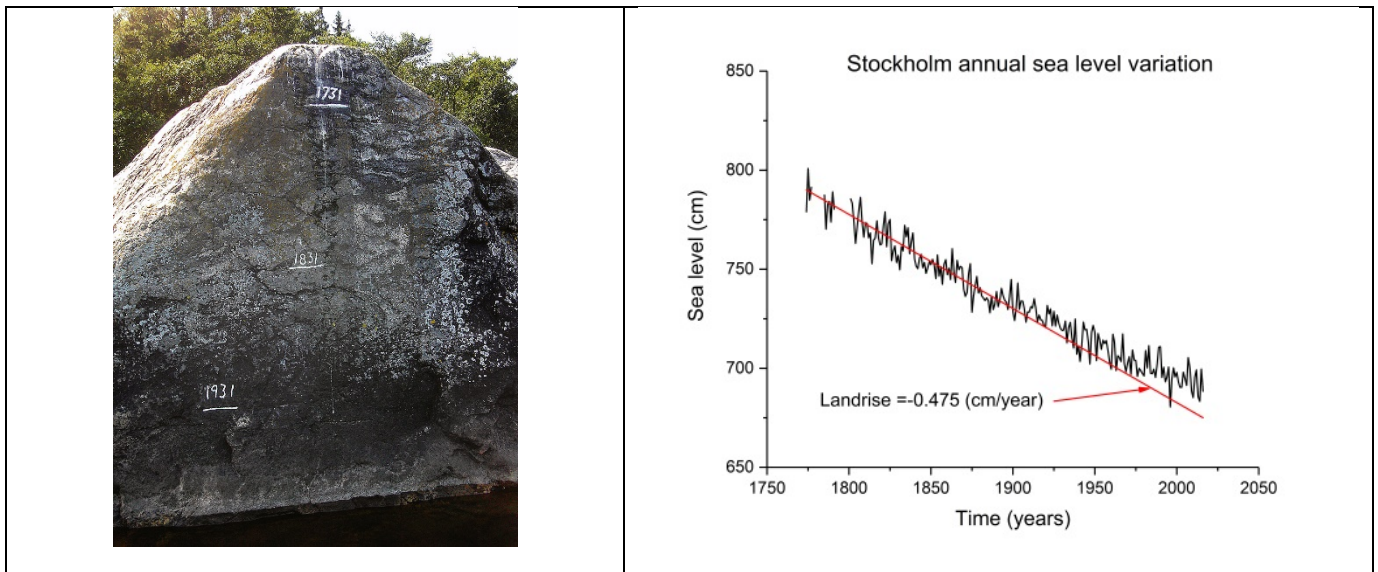 1731
1831
1931
Stockholm annual sea level variation
850
800
750
700
650
Sea level (cm)
Landrise =-0.475 (cm/year)
1750 1800 1850 1900 1950 2000 2050
Time (years)